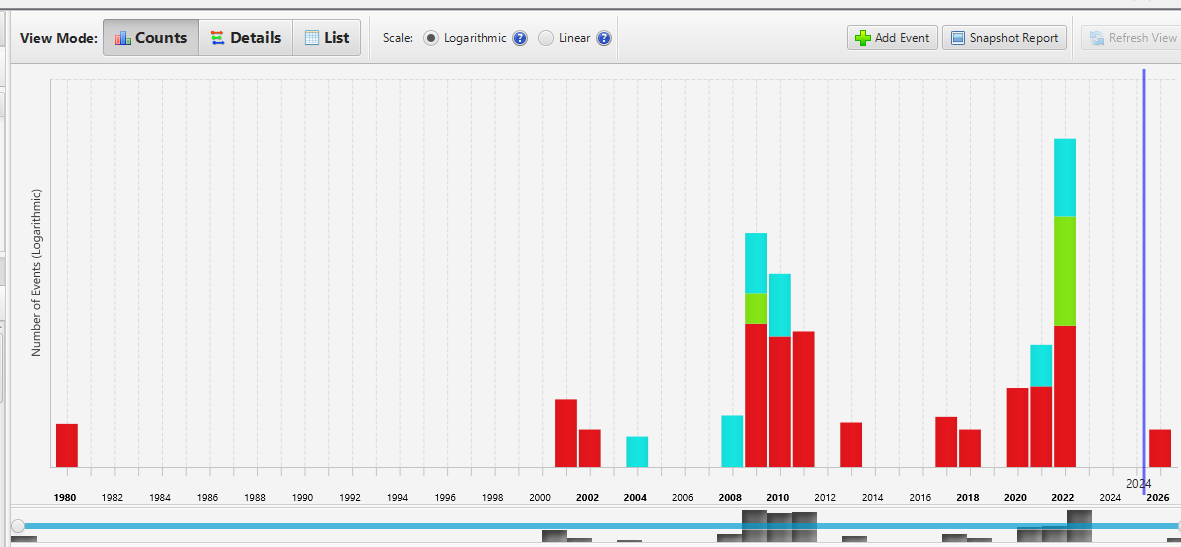 View Mode: Counts Details List Scale: Logarithmic ? Linear ? Add Event Snapshot Report Refresh View
Number of Events (Logarithmic)
2024
1980 1982 1984 1986 1988 1990 1992 1994 1996 1998 2000 2002 2004 2006 2008 2010 2012 2014 2016 2018 2020 2022 2024 2026